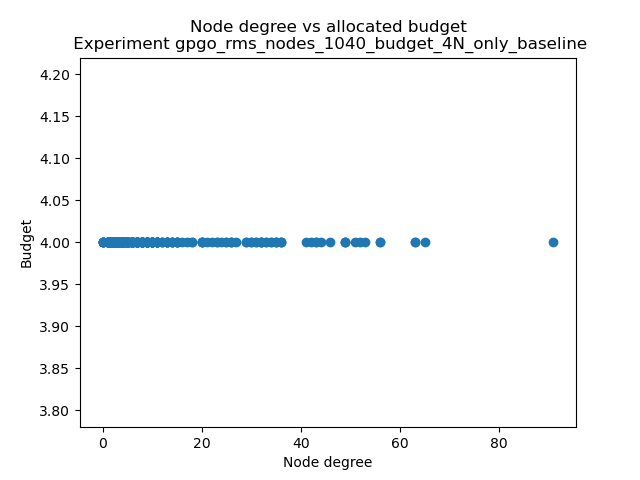 Node degree vs allocated budget
Experiment gpgo_rms_nodes_1040_budget_4N_only_baseline
4.20
4.15
4.10
4.05
4.00
3.95
3.90
3.85
3.80
Budget
0 20 40 60 80
Node degree